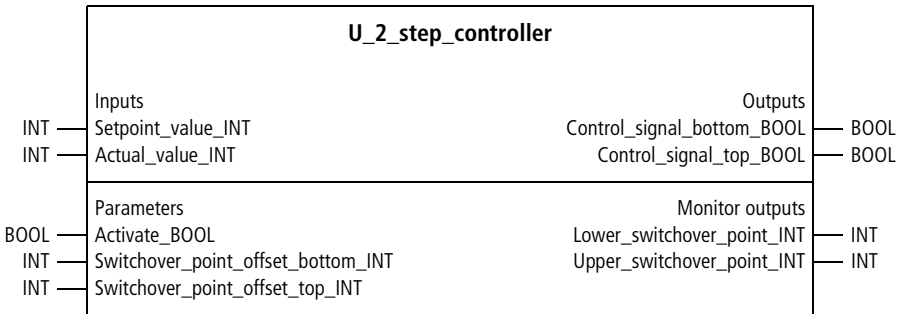 U_2_step_controller
Inputs Outputs
INT Setpoint_value_INT Control_signal_bottom_BOOL BOOL
INT Actual_value_INT Control_signal_top_BOOL BOOL
Parameters Monitor outputs
BOOL Activate_BOOL Lower_switchover_point_INT INT
INT Switchover_point_offset_bottom_INT Upper_switchover_point_INT INT
INT Switchover_point_offset_top_INT